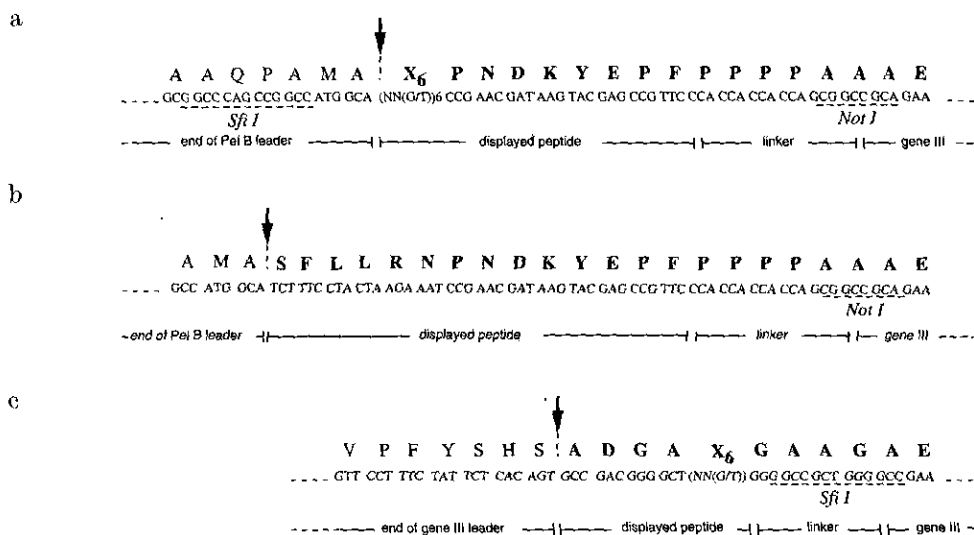 a
A A Q P A M A X6 P N D K Y E P F P P P P A A A E
GCG GCC CAG CCG GCC ATG GCA (NN(G/T))6 CCG AAC GAT AAG TAC GAG CCG TTC CCA CCA CCA CCA GCG GCC GCA GAA
Sfi I Not I
end of Pel B leader displayed peptide linker gene III
b
A M A S F L L R N P N D K Y E P F P P P P A A A E
GCC ATG GCA TCT TTC CTA CTA AGA AAT CCG AAC GAT AAG TAC GAG CCG TTC CCA CCA CCA CCA GCG GCC GCA GAA
Not I
end of Pel B leader displayed peptide linker gene III
c
V P F Y S H S A D G A X6 G A A G A E
GTT CCT TTC TAT TCT CAC AGT GCC GAC GGG GCT (NN(G/T)) GGG GCC GCT GGG GCC GAA
Sfi I
end of gene III leader displayed peptide linker gene III